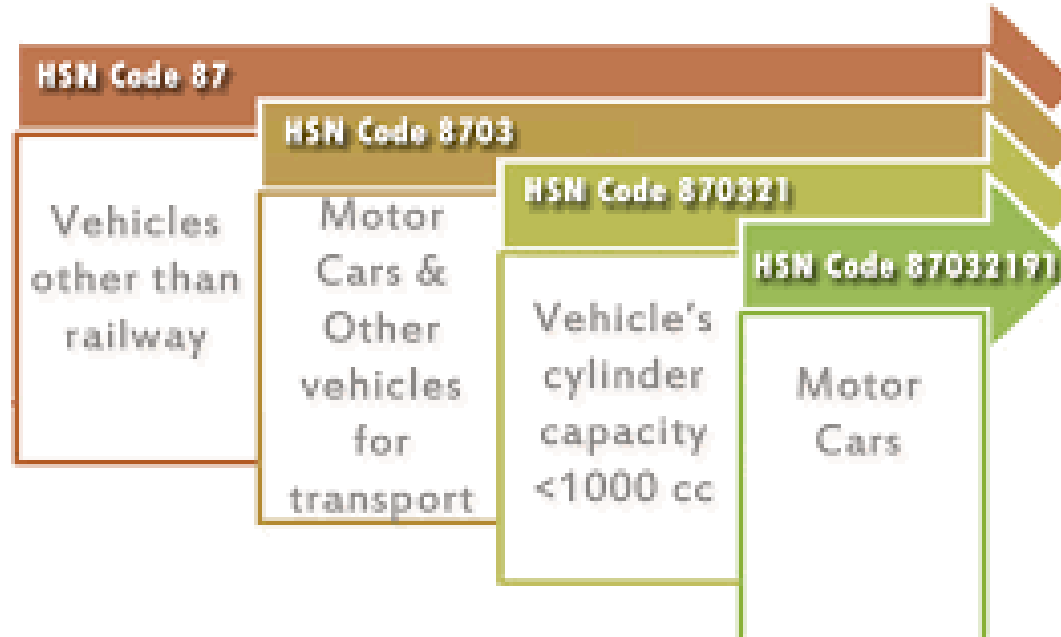 HSN Code 87
Vehicles
other than
railway
HSN Code 8703
Motor
Cars &
Other
vehicles
for
transport
HSN Code 870321
Vehicle's
cylinder
capacity
<1000 cc
HSN Code 87032191
Motor
Cars